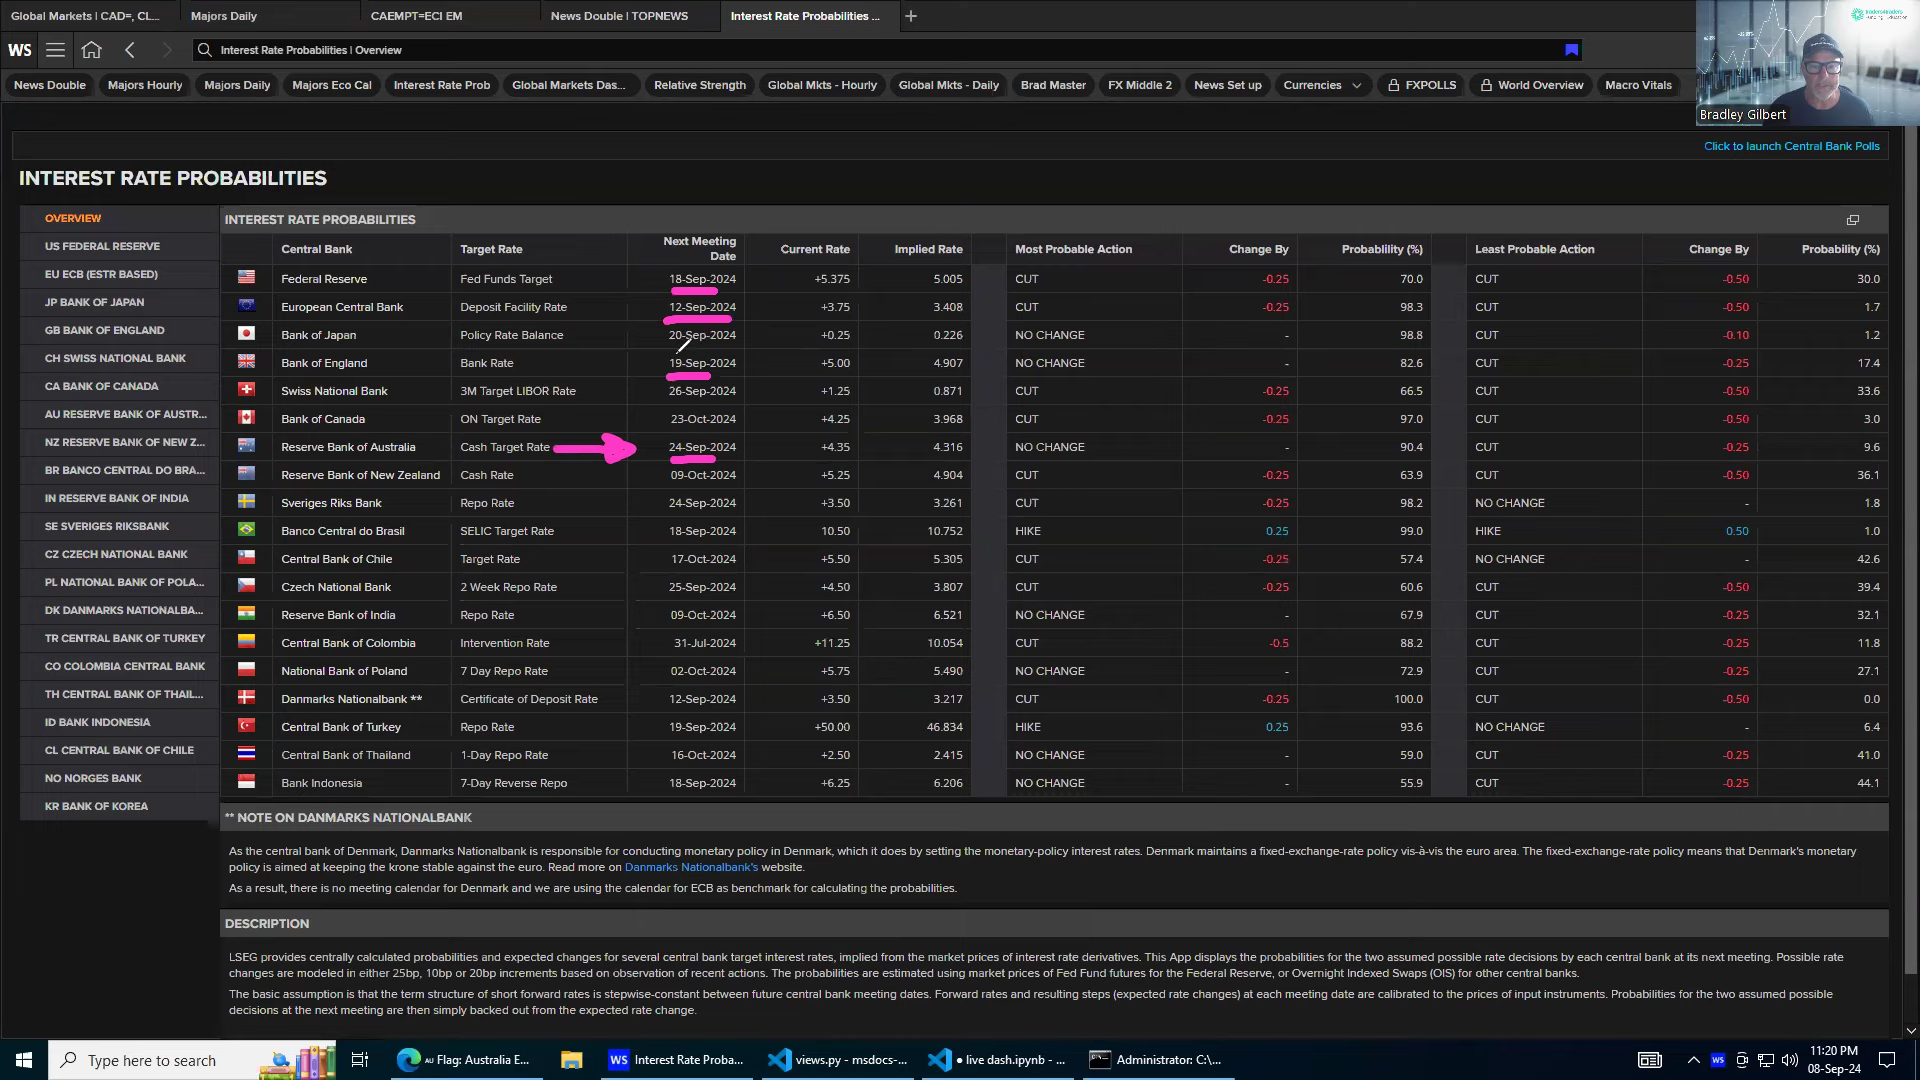 Global Markets | CAD=, CL...
Majors Daily
CAEMPT=ECI EM
News Double | TOPNEWS
Interest Rate Probabilities ...
WS
Interest Rate Probabilities | Overview
News Double
Majors Hourly
Majors Daily
Majors Eco Cal
Interest Rate Prob
Global Markets Das...
Relative Strength
Global Mkts - Hourly
Global Mkts - Daily
Brad Master
FX Middle 2
News Set up
Currencies
FXPOLLS
World Overview
Macro Vitals
Bradley Gilbert
Click to launch Central Bank Polls
INTEREST RATE PROBABILITIES
OVERVIEW
US FEDERAL RESERVE
EU ECB (ESTR BASED)
JP BANK OF JAPAN
GB BANK OF ENGLAND
CH SWISS NATIONAL BANK
CA BANK OF CANADA
AU RESERVE BANK OF AUSTR...
NZ RESERVE BANK OF NEW Z...
BR BANCO CENTRAL DO BRA...
IN RESERVE BANK OF INDIA
SE SVERIGES RIKSBANK
CZ CZECH NATIONAL BANK
PL NATIONAL BANK OF POLA...
DK DANMARKS NATIONALBA...
TR CENTRAL BANK OF TURKEY
CO COLOMBIA CENTRAL BANK
TH CENTRAL BANK OF THAIL...
ID BANK INDONESIA
CL CENTRAL BANK OF CHILE
NO NORGES BANK
KR BANK OF KOREA
INTEREST RATE PROBABILITIES
Central Bank Target Rate Next Meeting Date Current Rate Implied Rate Most Probable Action Change By Probablility (%) Least Probable Action Change By Probability (%)
Federal Reserve Fed Funds Target 18-Sep-2024 +5.375 5.005 CUT -0.25 70.0 CUT -0.50 30.0
European Central Bank Deposit Facility Rate 12-Sep-2024 +3.75 3.408 CUT -0.25 98.3 CUT -0.50 1.7
Bank of Japan Policy Rate Balance 20-Sep-2024 +0.25 0.226 NO CHANGE - 98.8 CUT -0.10 1.2
Bank of England Bank Rate 19-Sep-2024 +5.00 4.907 NO CHANGE - 82.6 CUT -0.25 17.4
Swiss National Bank 3M Target LIBOR Rate 26-Sep-2024 +1.25 0.871 CUT -0.25 66.5 CUT -0.50 33.6
Bank of Canada ON Target Rate 23-Oct-2024 +4.25 3.968 CUT -0.25 97.0 CUT -0.50 3.0
Reserve Bank of Australia Cash Target Rate 24-Sep-2024 +4.35 4.316 NO CHANGE - 90.4 CUT -0.25 9.6
Reserve Bank of New Zealand Cash Rate 09-Oct-2024 +5.25 4.904 CUT -0.25 63.9 CUT -0.50 36.1
Sveriges Riks Bank Repo Rate 24-Sep-2024 +3.50 3.261 CUT -0.25 98.2 NO CHANGE - 1.8
Banco Central do Brasil SELIC Target Rate 18-Sep-2024 10.50 10.752 HIKE 0.25 99.0 HIKE 0.50 1.0
Central Bank of Chile Target Rate 17-Oct-2024 +5.50 5.305 CUT -0.25 57.4 NO CHANGE - 42.6
Czech National Bank 2 Week Repo Rate 25-Sep-2024 +4.50 3.807 CUT -0.25 60.6 CUT -0.50 39.4
Reserve Bank of India Repo Rate 09-Oct-2024 +6.50 6.521 NO CHANGE - 67.9 CUT -0.25 32.1
Central Bank of Colombia Intervention Rate 31-Jul-2024 +11.25 10.054 CUT -0.5 88.2 CUT -0.25 11.8
National Bank of Poland 7 Day Repo Rate 02-Oct-2024 +5.75 5.490 NO CHANGE - 72.9 CUT -0.25 27.1
Danmarks Nationalbank ** Certificate of Deposit Rate 12-Sep-2024 +3.50 3.217 CUT -0.25 100.0 CUT -0.50 0.0
Central Bank of Turkey Repo Rate 19-Sep-2024 +50.00 46.834 HIKE 0.25 93.6 NO CHANGE - 6.4
Central Bank of Thailand 1-Day Repo Rate 16-Oct-2024 +2.50 2.415 NO CHANGE - 59.0 CUT -0.25 41.0
Bank Indonesia 7-Day Reverse Repo 18-Sep-2024 +6.25 6.206 NO CHANGE - 55.9 CUT -0.25 44.1
** NOTE ON DANMARKS NATIONALBANK
As the central bank of Denmark, Danmarks Nationalbank is responsible for conducting monetary policy in Denmark, which it does by setting the monetary-policy interest rates. Denmark maintains a fixed-exchange-rate policy vis-à-vis the euro area. The fixed-exchange-rate policy means that Denmark's monetary
policy is aimed at keeping the krone stable against the euro. Read more on Danmarks Nationalbank's website.
As a result, there is no meeting calendar for Denmark and we are using the calendar for ECB as benchmark for calculating the probabilities.
DESCRIPTION
LSEG provides centrally calculated probabilities and expected changes for several central bank target interest rates, implied from the market prices of interest rate derivatives. This App displays the probabilities for the two assumed possible rate decisions by each central bank at its next meeting. Possible rate
changes are modeled in either 25bp, 10bp or 20bp increments based on observation of recent actions. The probabilities are estimated using market prices of Fed Fund futures for the Federal Reserve, or Overnight Indexed Swaps (OIS) for other central banks.
The basic assumption is that the term structure of short forward rates is stepwise-constant between future central bank meeting dates. Forward rates and resulting steps (expected rate changes) at each meeting date are calibrated to the prices of input instruments. Probabilities for the two assumed possible
decisions at the next meeting are then simply backed out from the expected rate change.
Type here to search
AU Flag: Australia E...
WS
Interest Rate Proba...
views.py - msdocs-...
● live dash.ipynb - ...
Administrator: C:\...
WS
11:20 PM
08-Sep-24